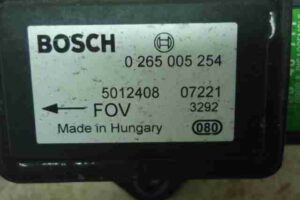 BOSCH
0 265 005 254
5012408 07221
← FOV 3292
Made in Hungary 080